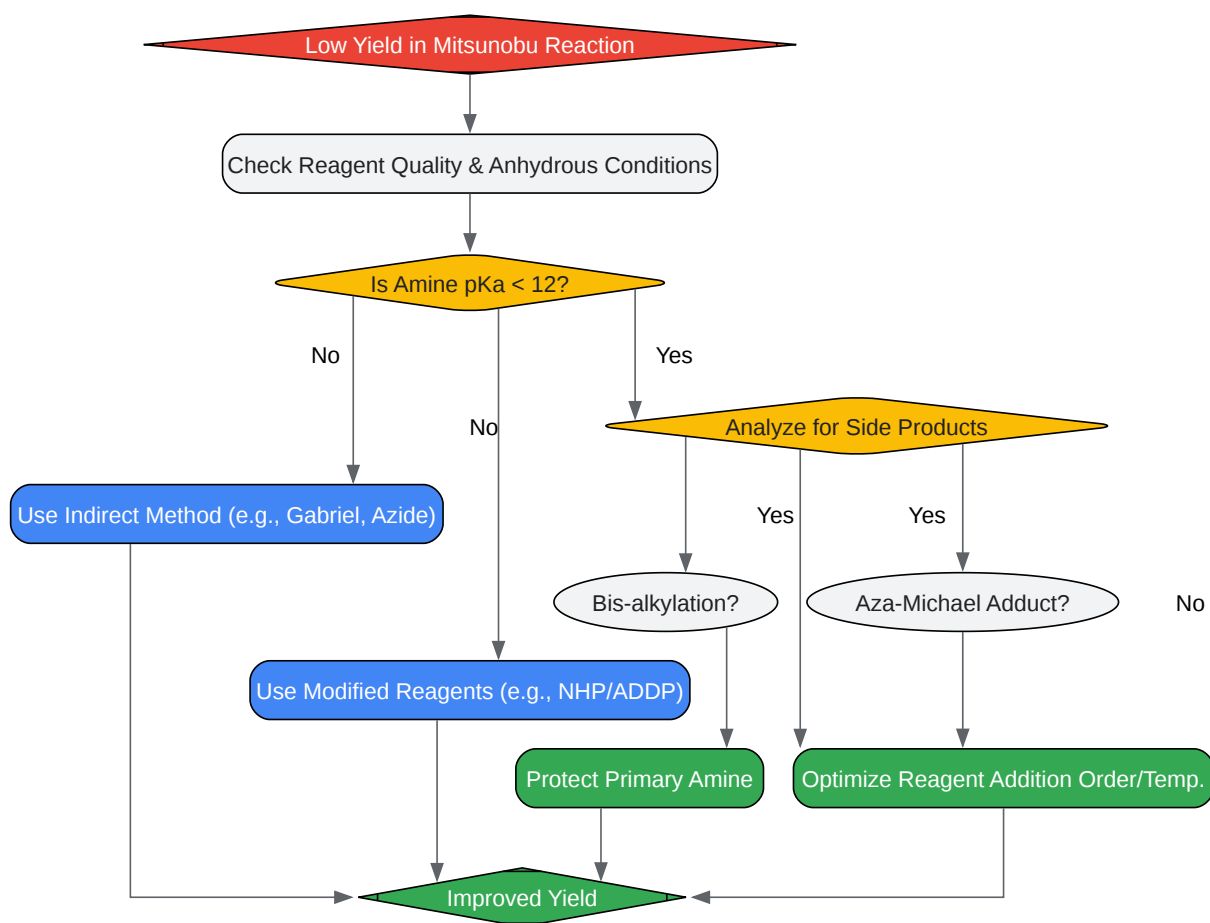 Low Yield in Mitsunobu Reaction
Check Reagent Quality & Anhydrous Conditions
Is Amine pKa < 12?
No
Yes
No
Analyze for Side Products
Use Indirect Method (e.g., Gabriel, Azide)
Yes
Yes
Bis-alkylation?
Aza-Michael Adduct?
No
Use Modified Reagents (e.g., NHP/ADDP)
Protect Primary Amine
Optimize Reagent Addition Order/Temp.
Improved Yield